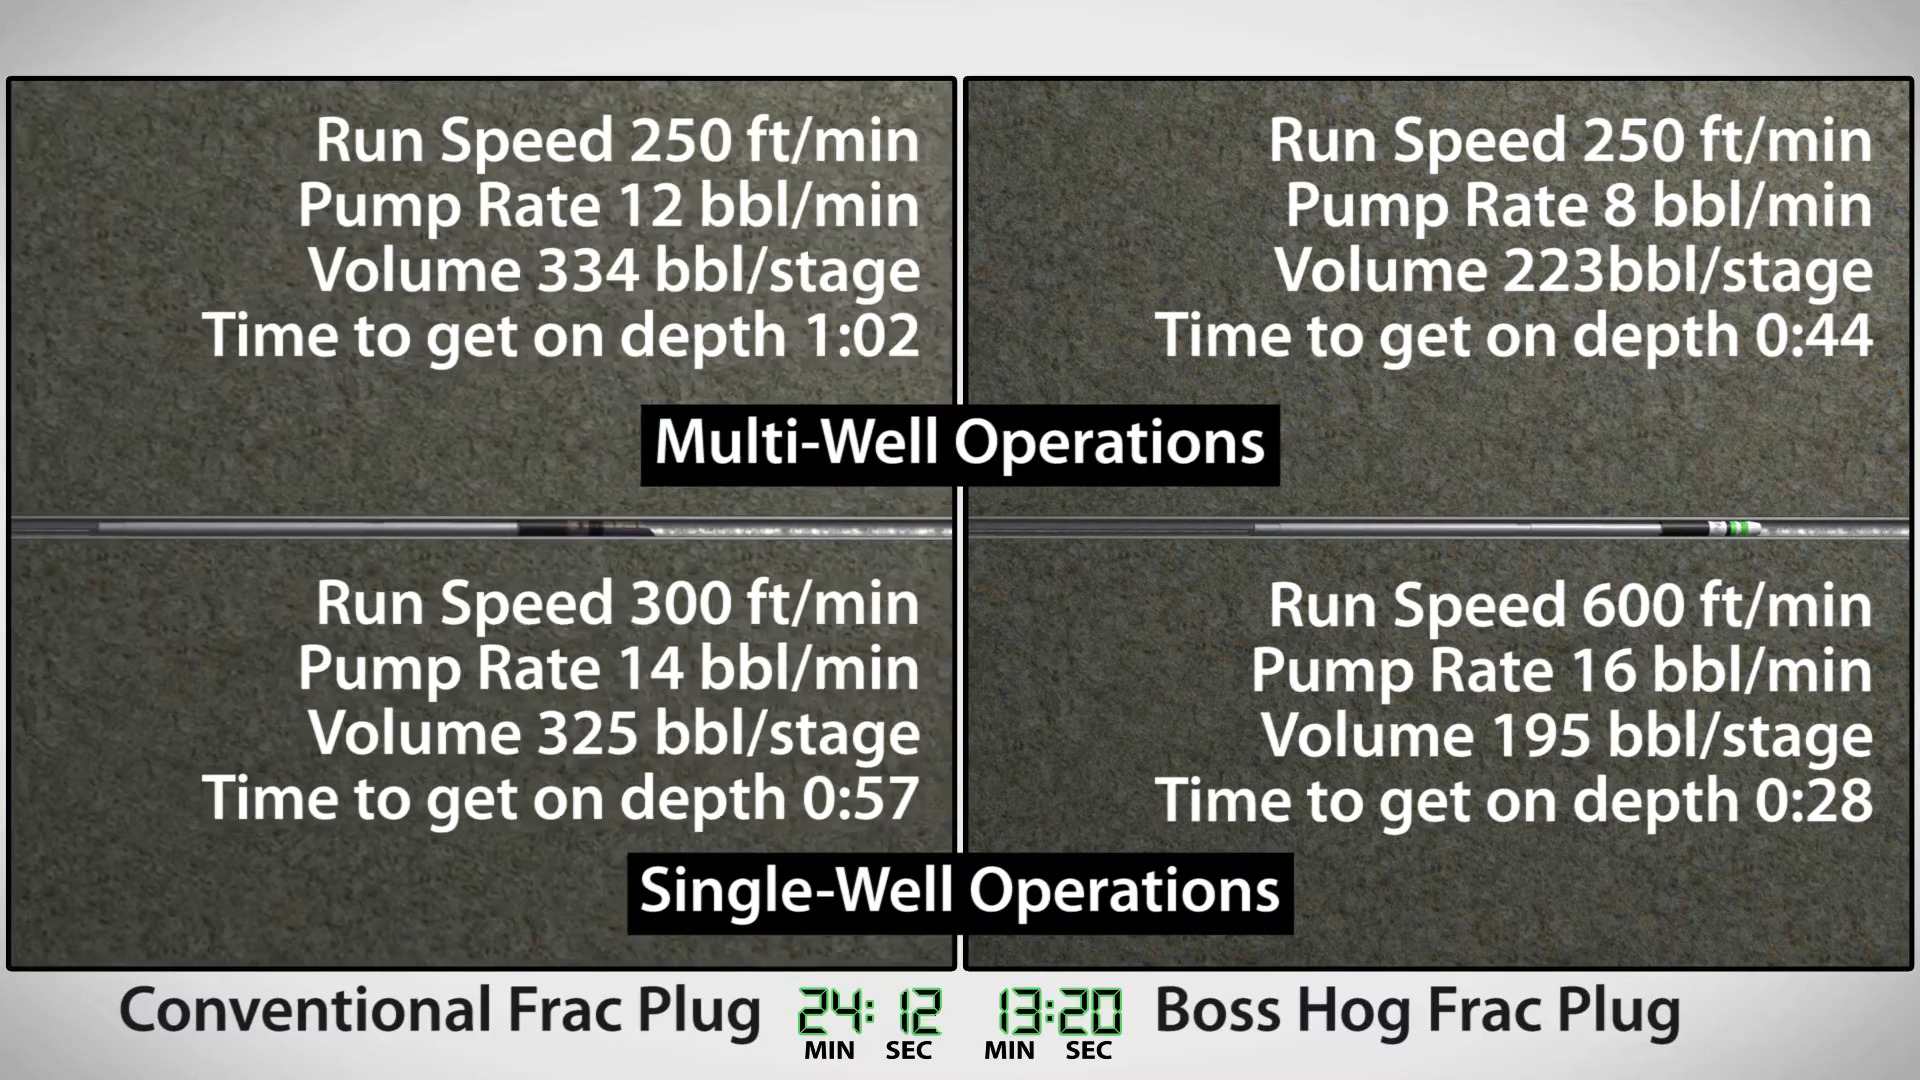 Run Speed 250 ft/min
Pump Rate 12 bbl/min
Volume 334 bbl/stage
Time to get on depth 1:02
Run Speed 250 ft/min
Pump Rate 8 bbl/min
Volume 223bbl/stage
Time to get on depth 0:44
Multi-Well Operations
Run Speed 300 ft/min
Pump Rate 14 bbl/min
Volume 325 bbl/stage
Time to get on depth 0:57
Run Speed 600 ft/min
Pump Rate 16 bbl/min
Volume 195 bbl/stage
Time to get on depth 0:28
Single-Well Operations
Conventional Frac Plug
24:12
MIN SEC
13:20
MIN SEC
Boss Hog Frac Plug